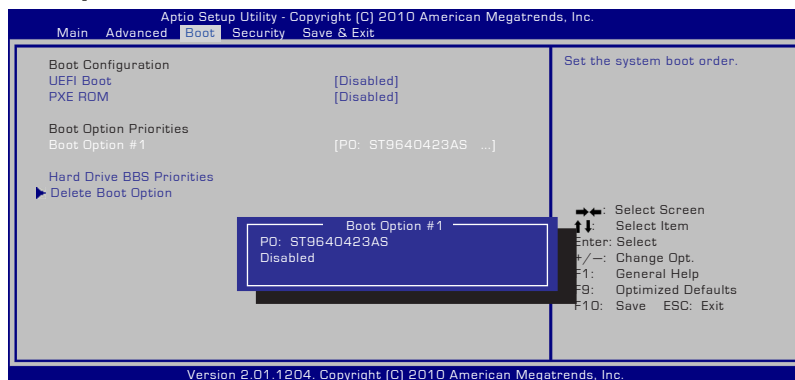 Aptio Setup Utility - Copyright (C) 2010 American Megatrends, Inc.
Main Advanced Boot Security Save & Exit
Boot Configuration
UEFI Boot [Disabled]
PXE ROM [Disabled]
Boot Option Priorities
Boot Option #1 [P0: ST9640423AS ...]
Hard Drive BBS Priorities
Delete Boot Option
Set the system boot order.
Boot Option #1
P0: ST9640423AS
Disabled
: Select Screen
: Select Item
Enter: Select
+/-: Change Opt.
F1: General Help
F9: Optimized Defaults
F10: Save ESC: Exit
Version 2.01.1204. Copyright (C) 2010 American Megatrends, Inc.